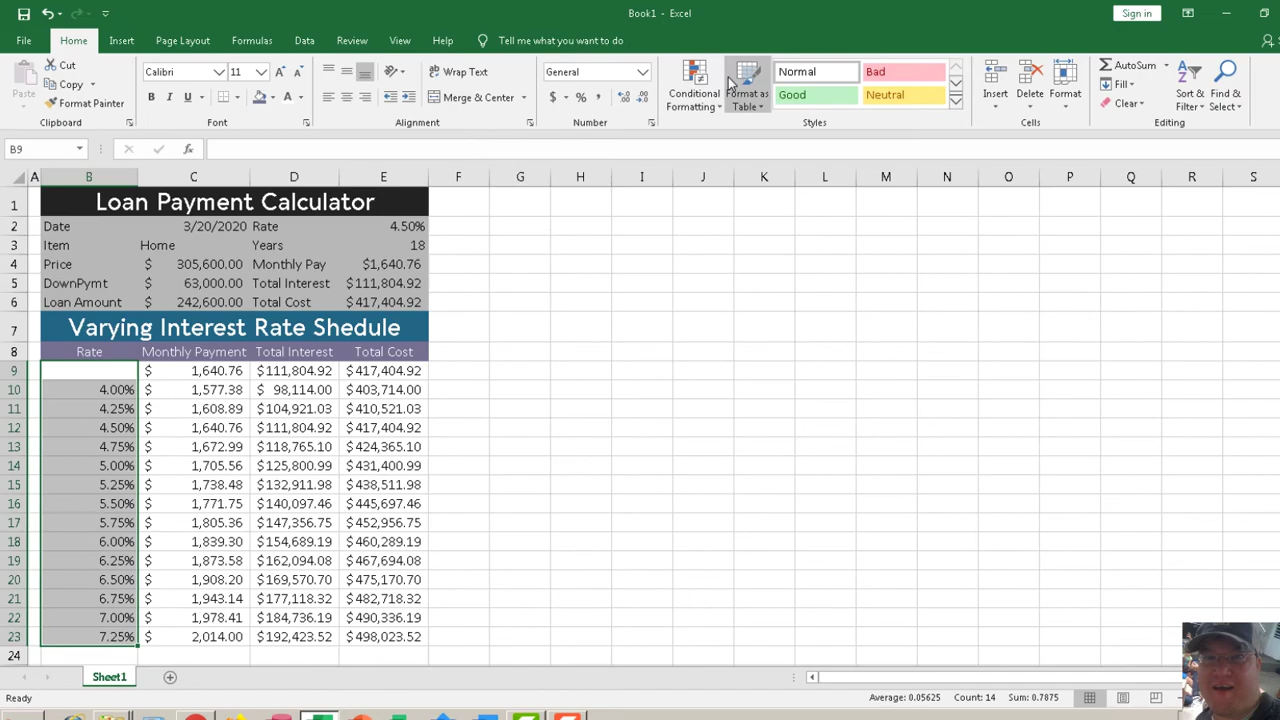 Book1 - Excel
Sign in
File Home Insert Page Layout Formulas Data Review View Help Tell me what you want to do
Paste
Cut
Copy
Format Painter
Clipboard
Calibri 11
B I U
Font
Wrap Text
Merge & Center
Alignment
General
$ % ,
Number
Conditional Formatting
Format as Table
Normal Bad
Good Neutral
Styles
Insert Delete Format
Cells
AutoSum
Fill
Clear
Sort & Filter
Find & Select
Editing
B9
fx
A B C D E F G H I J K L M N O P Q R S
1 Loan Payment Calculator
2 Date 3/20/2020 Rate 4.50%
3 Item Home Years 18
4 Price $ 305,600.00 Monthly Pay $1,640.76
5 DownPymt $ 63,000.00 Total Interest $111,804.92
6 Loan Amount $ 242,600.00 Total Cost $417,404.92
7 Varying Interest Rate Shedule
8 Rate Monthly Payment Total Interest Total Cost
9 $ 1,640.76 $111,804.92 $417,404.92
10 4.00% $ 1,577.38 $ 98,114.00 $403,714.00
11 4.25% $ 1,608.89 $104,921.03 $410,521.03
12 4.50% $ 1,640.76 $111,804.92 $417,404.92
13 4.75% $ 1,672.99 $118,765.10 $424,365.10
14 5.00% $ 1,705.56 $125,800.99 $431,400.99
15 5.25% $ 1,738.48 $132,911.98 $438,511.98
16 5.50% $ 1,771.75 $140,097.46 $445,697.46
17 5.75% $ 1,805.36 $147,356.75 $452,956.75
18 6.00% $ 1,839.30 $154,689.19 $460,289.19
19 6.25% $ 1,873.58 $162,094.08 $467,694.08
20 6.50% $ 1,908.20 $169,570.70 $475,170.70
21 6.75% $ 1,943.14 $177,118.32 $482,718.32
22 7.00% $ 1,978.41 $184,736.19 $490,336.19
23 7.25% $ 2,014.00 $192,423.52 $498,023.52
24
Sheet1
Ready
Average: 0.05625 Count: 14 Sum: 0.7875